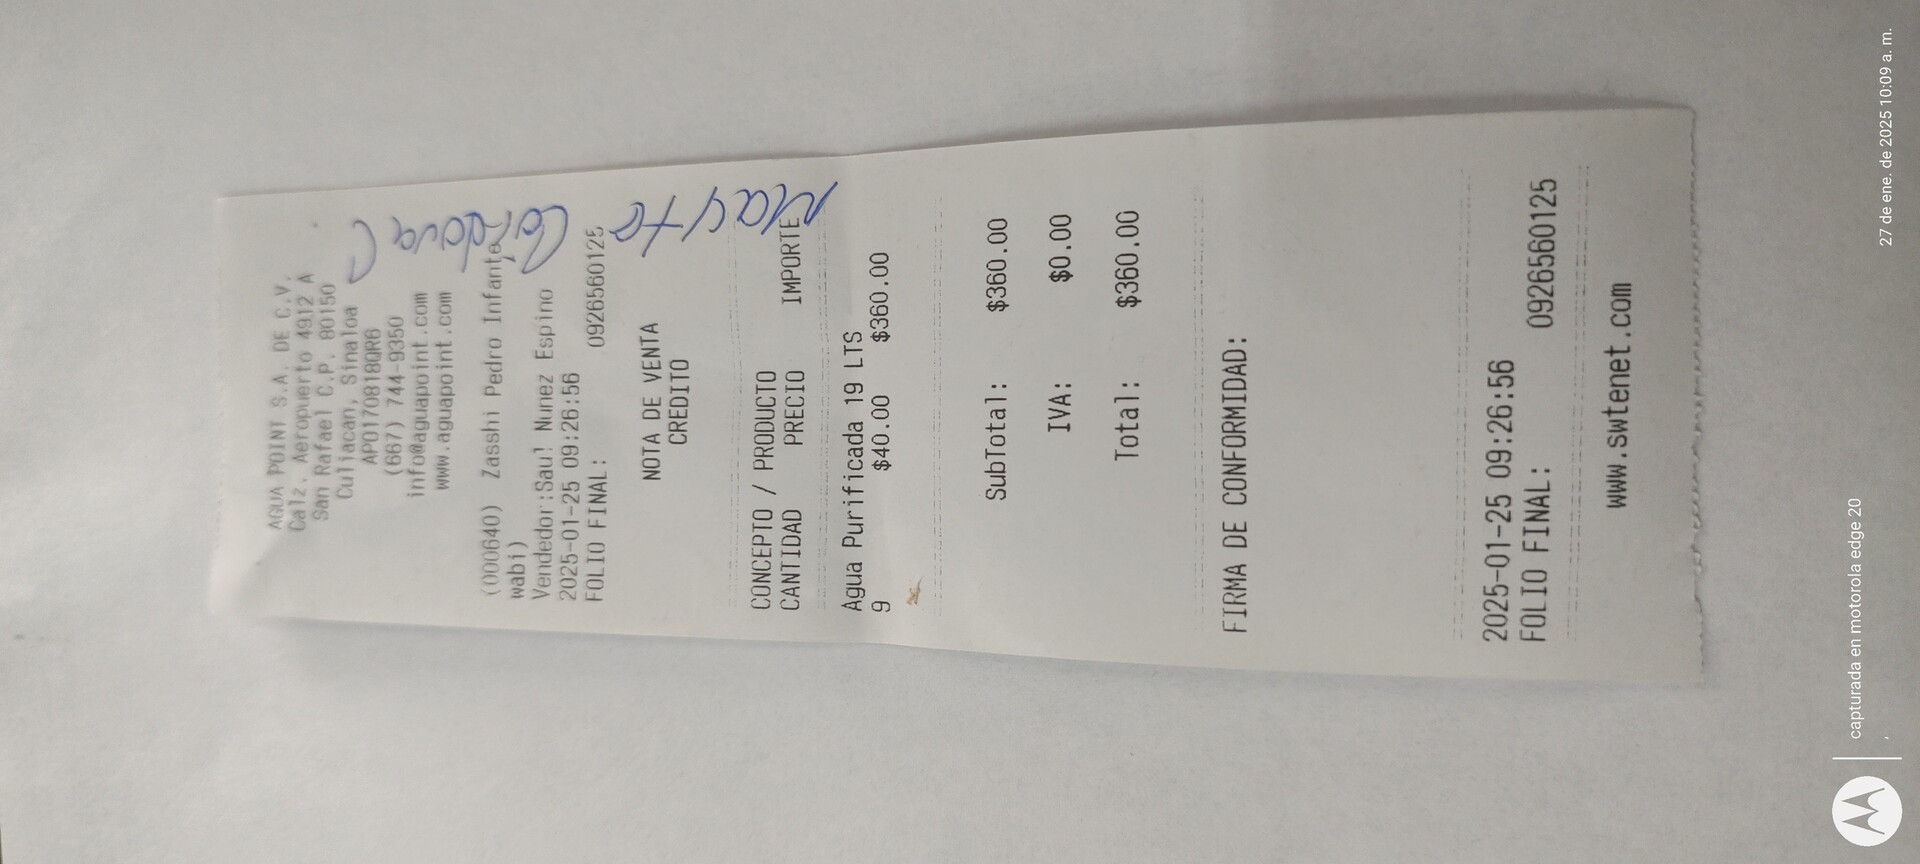 AGUA POINT S.A. DE C.V.
Calz. Aeropuerto 4912 A
San Rafael C.P. 80150
Culiacan, Sinaloa
APO170818QR6
(667) 744-9350
info@aguapoint.com
www.aguapoint.com
(000640) Zasshi Pedro Infante
wabi)
Vendedor:Saul Nunez Espino
2025-01-25 09:26:56
FOLIO FINAL: 0926560125
Mayte
Cordova C
NOTA DE VENTA
CREDITO
CONCEPTO / PRODUCTO
CANTIDAD PRECIO IMPORTE
Agua Purificada 19 LTS
9 $40.00 $360.00
SubTotal: $360.00
IVA: $0.00
Total: $360.00
FIRMA DE CONFORMIDAD:
2025-01-25 09:26:56
FOLIO FINAL: 0926560125
www.swtenet.com
capturada en motorola edge 20
27 de ene. de 2025 10:09 a. m.